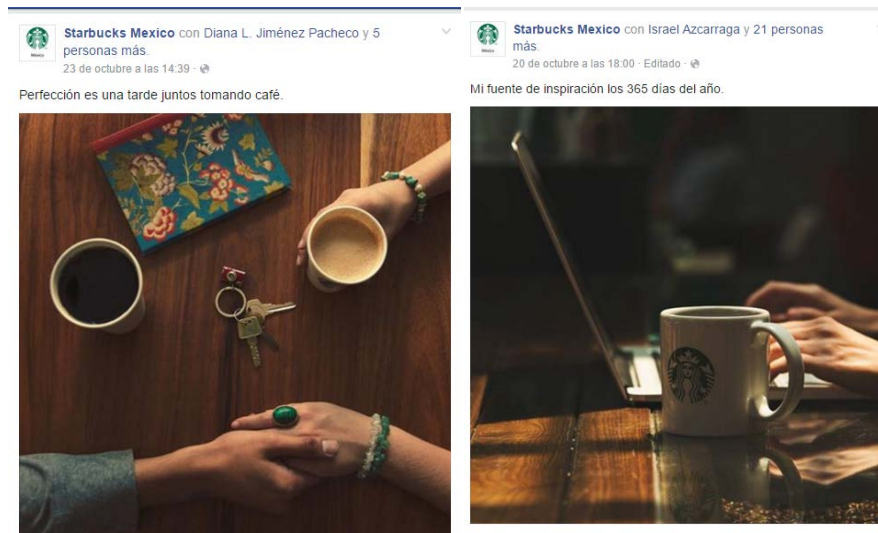 Starbucks Mexico con Diana L. Jiménez Pacheco y 5
personas más.
23 de octubre a las 14:39 ·
Perfección es una tarde juntos tomando café.
Starbucks Mexico con Israel Azcarraga y 21 personas
más.
20 de octubre a las 18:00 · Editado ·
Mi fuente de inspiración los 365 días del año.